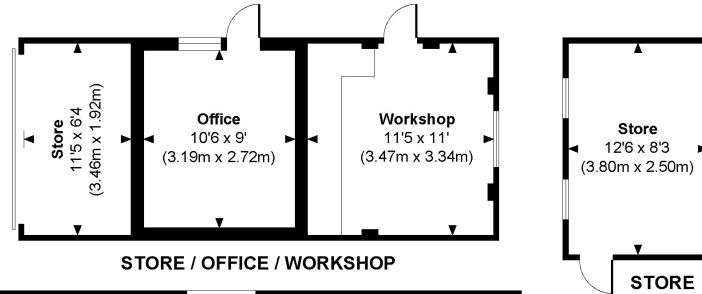 Store
11'5 x 6'4
(3.46m x 1.92m)
Office
10'6 x 9'
(3.19m x 2.72m)
Workshop
11'5 x 11'
(3.47m x 3.34m)
STORE / OFFICE / WORKSHOP
Store
12'6 x 8'3
(3.80m x 2.50m)
STORE